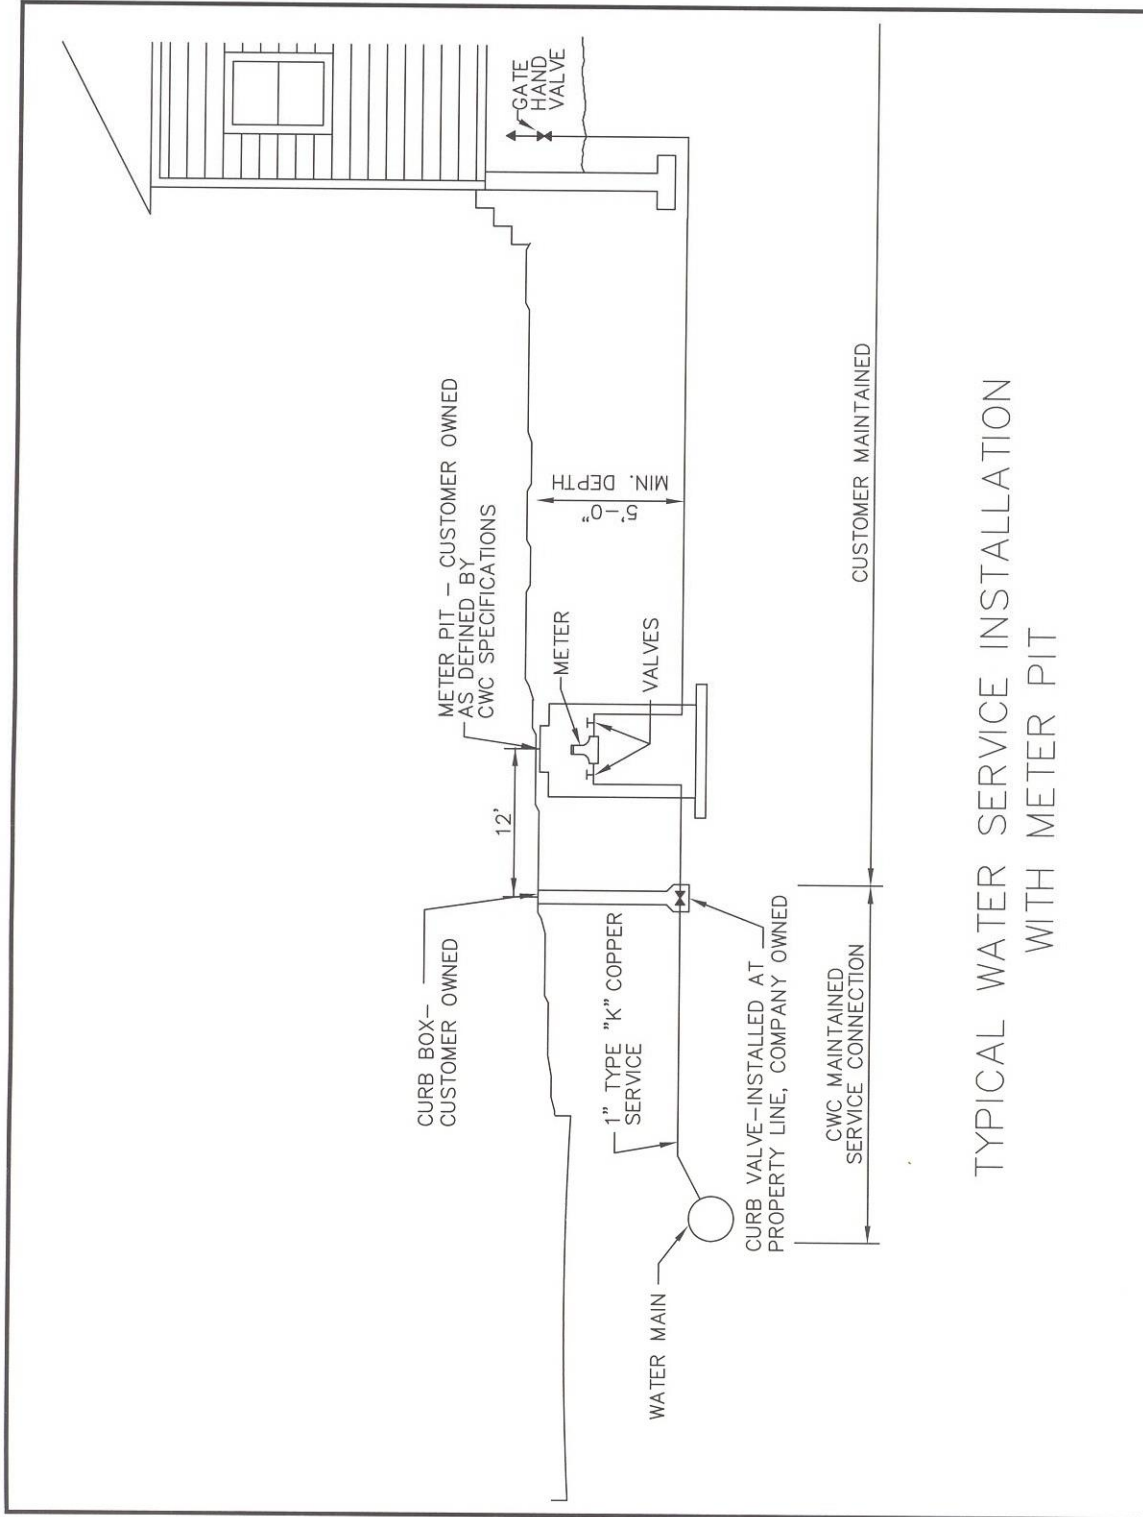 GATE
HAND
VALVE
METER PIT – CUSTOMER OWNED
AS DEFINED BY
CWC SPECIFICATIONS
12'
CURB BOX–
CUSTOMER OWNED
METER
VALVES
5'–0"
MIN. DEPTH
1" TYPE "K" COPPER
SERVICE
WATER MAIN
CURB VALVE–INSTALLED AT
PROPERTY LINE, COMPANY OWNED
CWC MAINTAINED
SERVICE CONNECTION
CUSTOMER MAINTAINED
TYPICAL WATER SERVICE INSTALLATION
WITH METER PIT